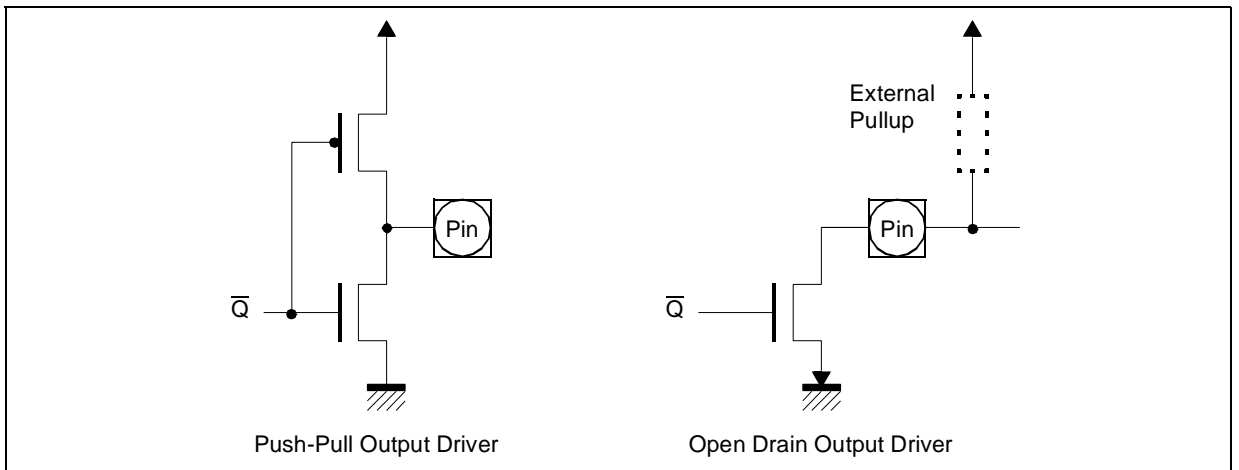 External
Pullup
Pin
Pin
Q̅
Q̅
Push-Pull Output Driver
Open Drain Output Driver